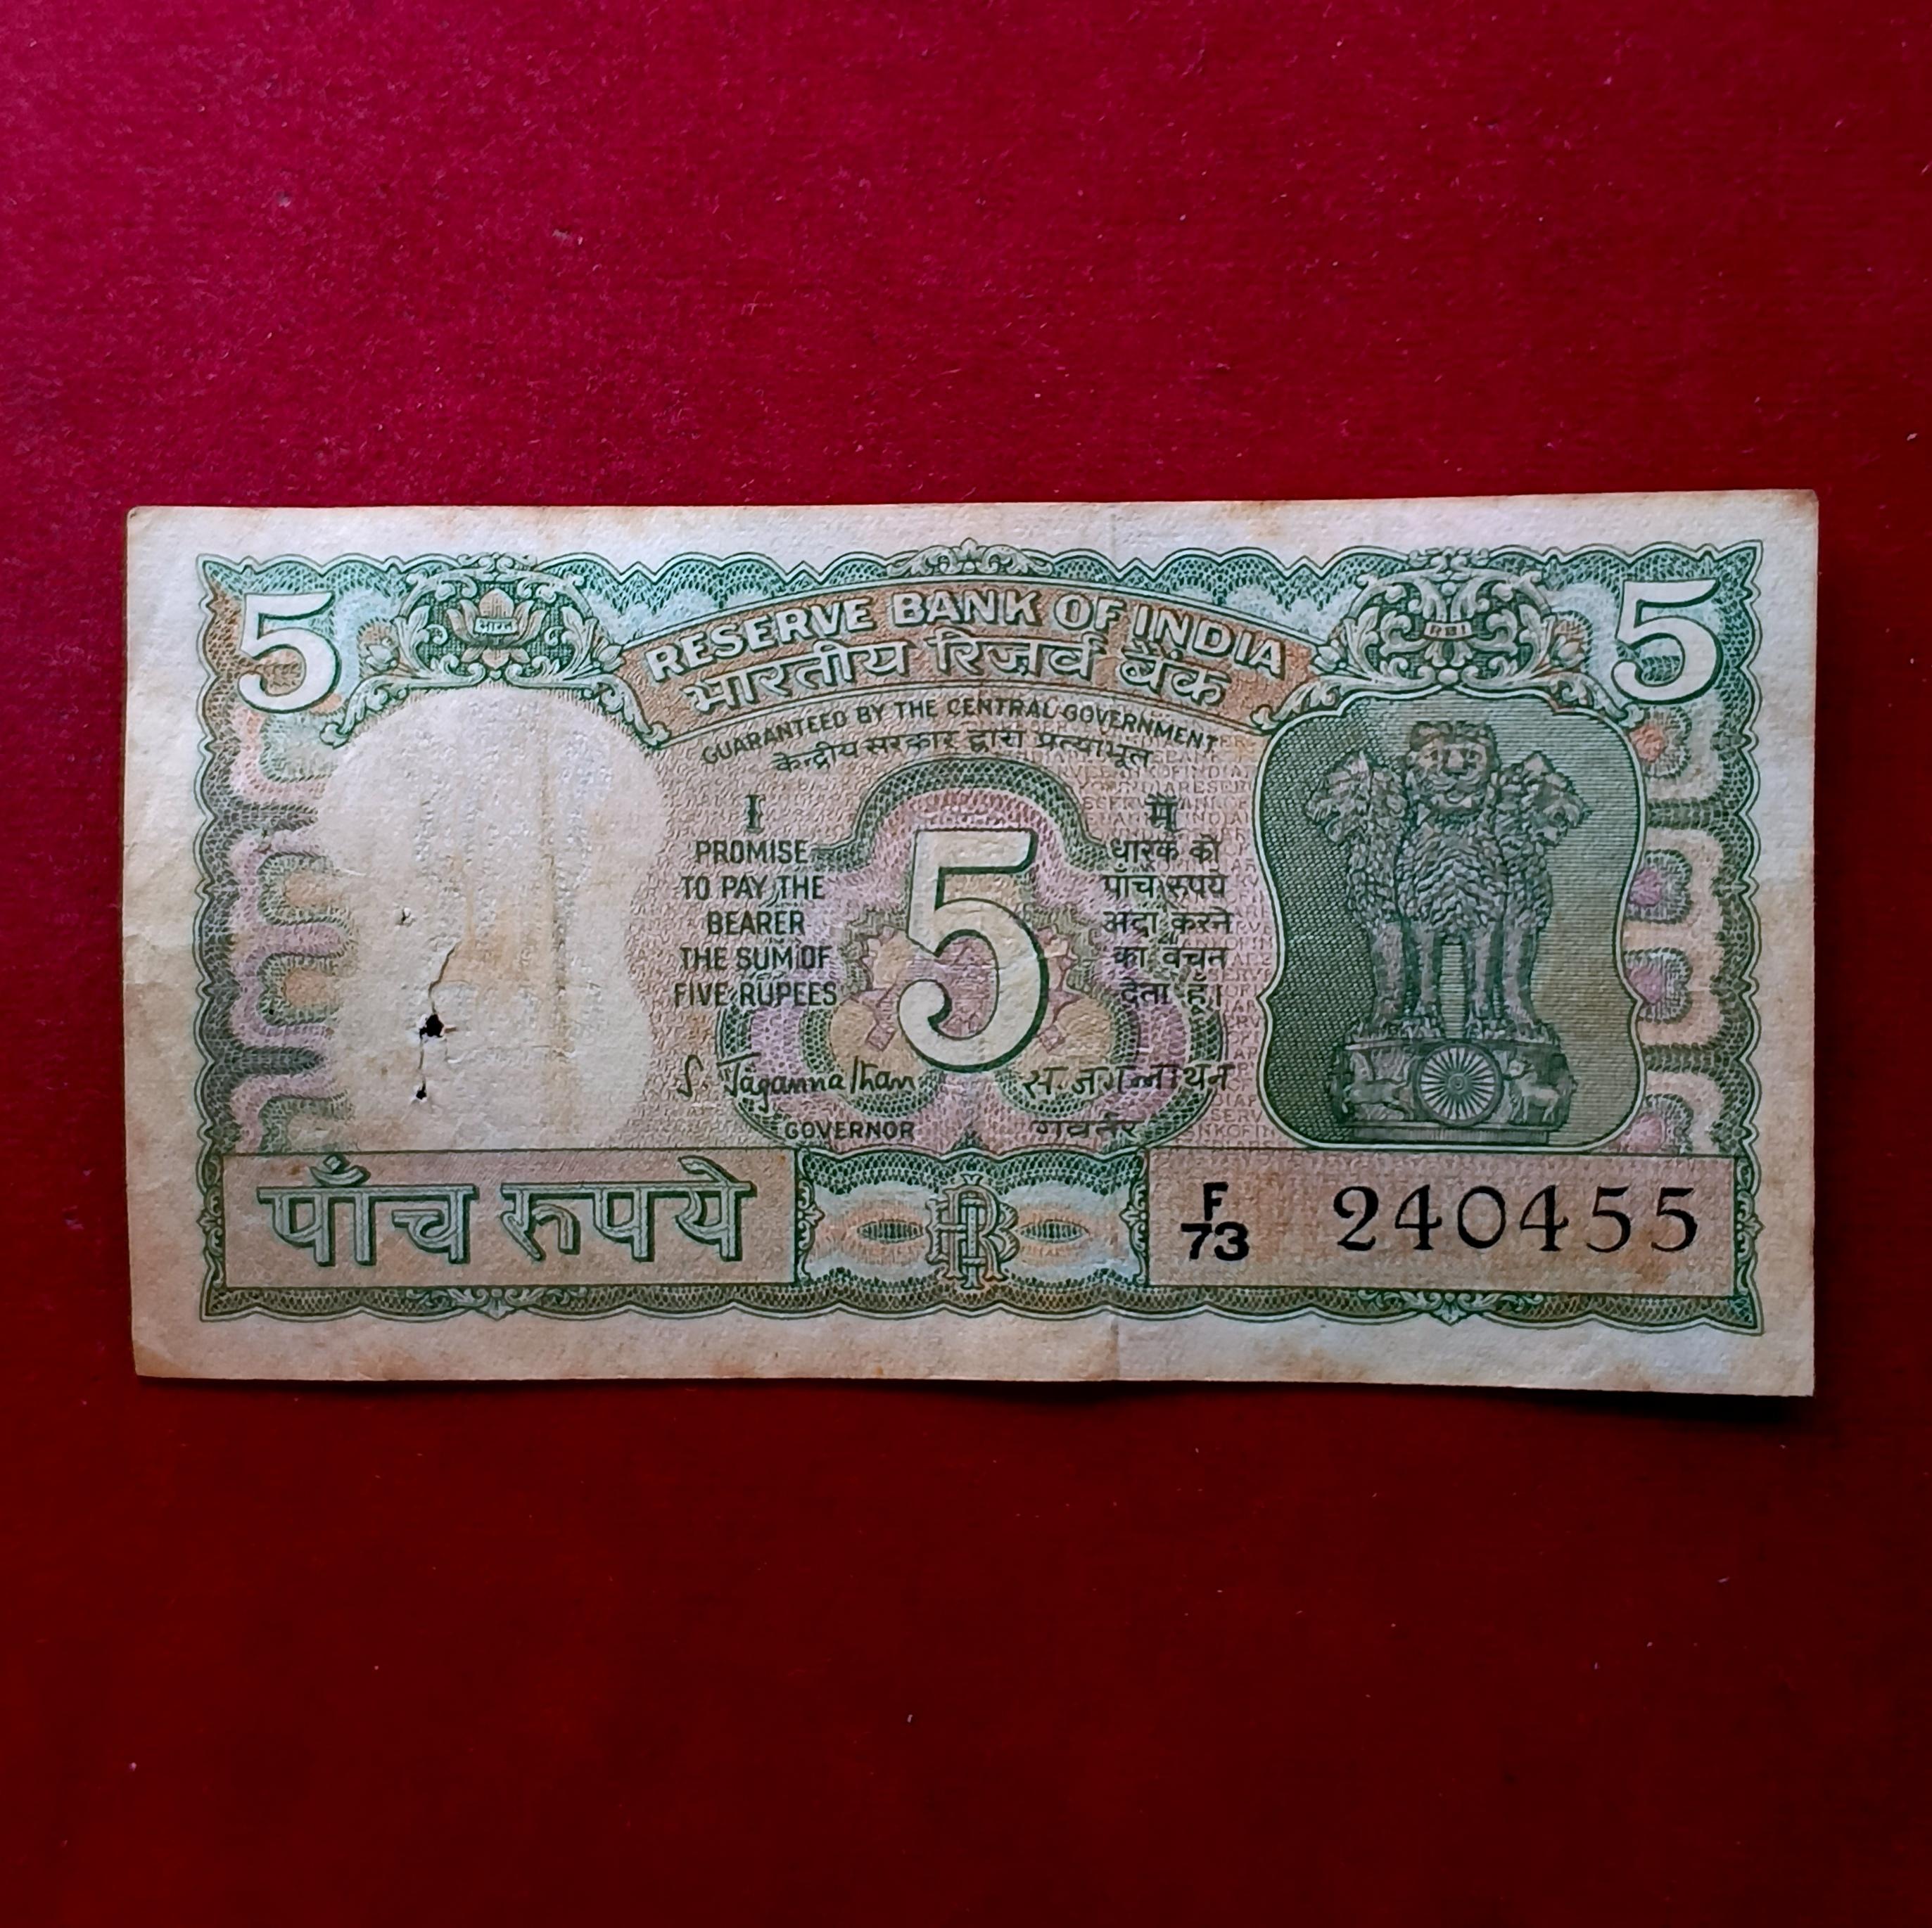 5
भारत
RBI
5
RESERVE BANK OF INDIA
भारतीय रिज़र्व बैंक
GUARANTEED BY THE CENTRAL GOVERNMENT
केन्द्रीय सरकार द्वारा प्रत्याभूत
I
PROMISE
TO PAY THE
BEARER
THE SUM OF
FIVE RUPEES
5
मैं
धारक को
पाँच रुपये
अदा करने
का वचन
देता हूँ।
S. Jagannathan
GOVERNOR
स. जगन्नाथन
गवर्नर
पाँच रुपये
F
73
240455